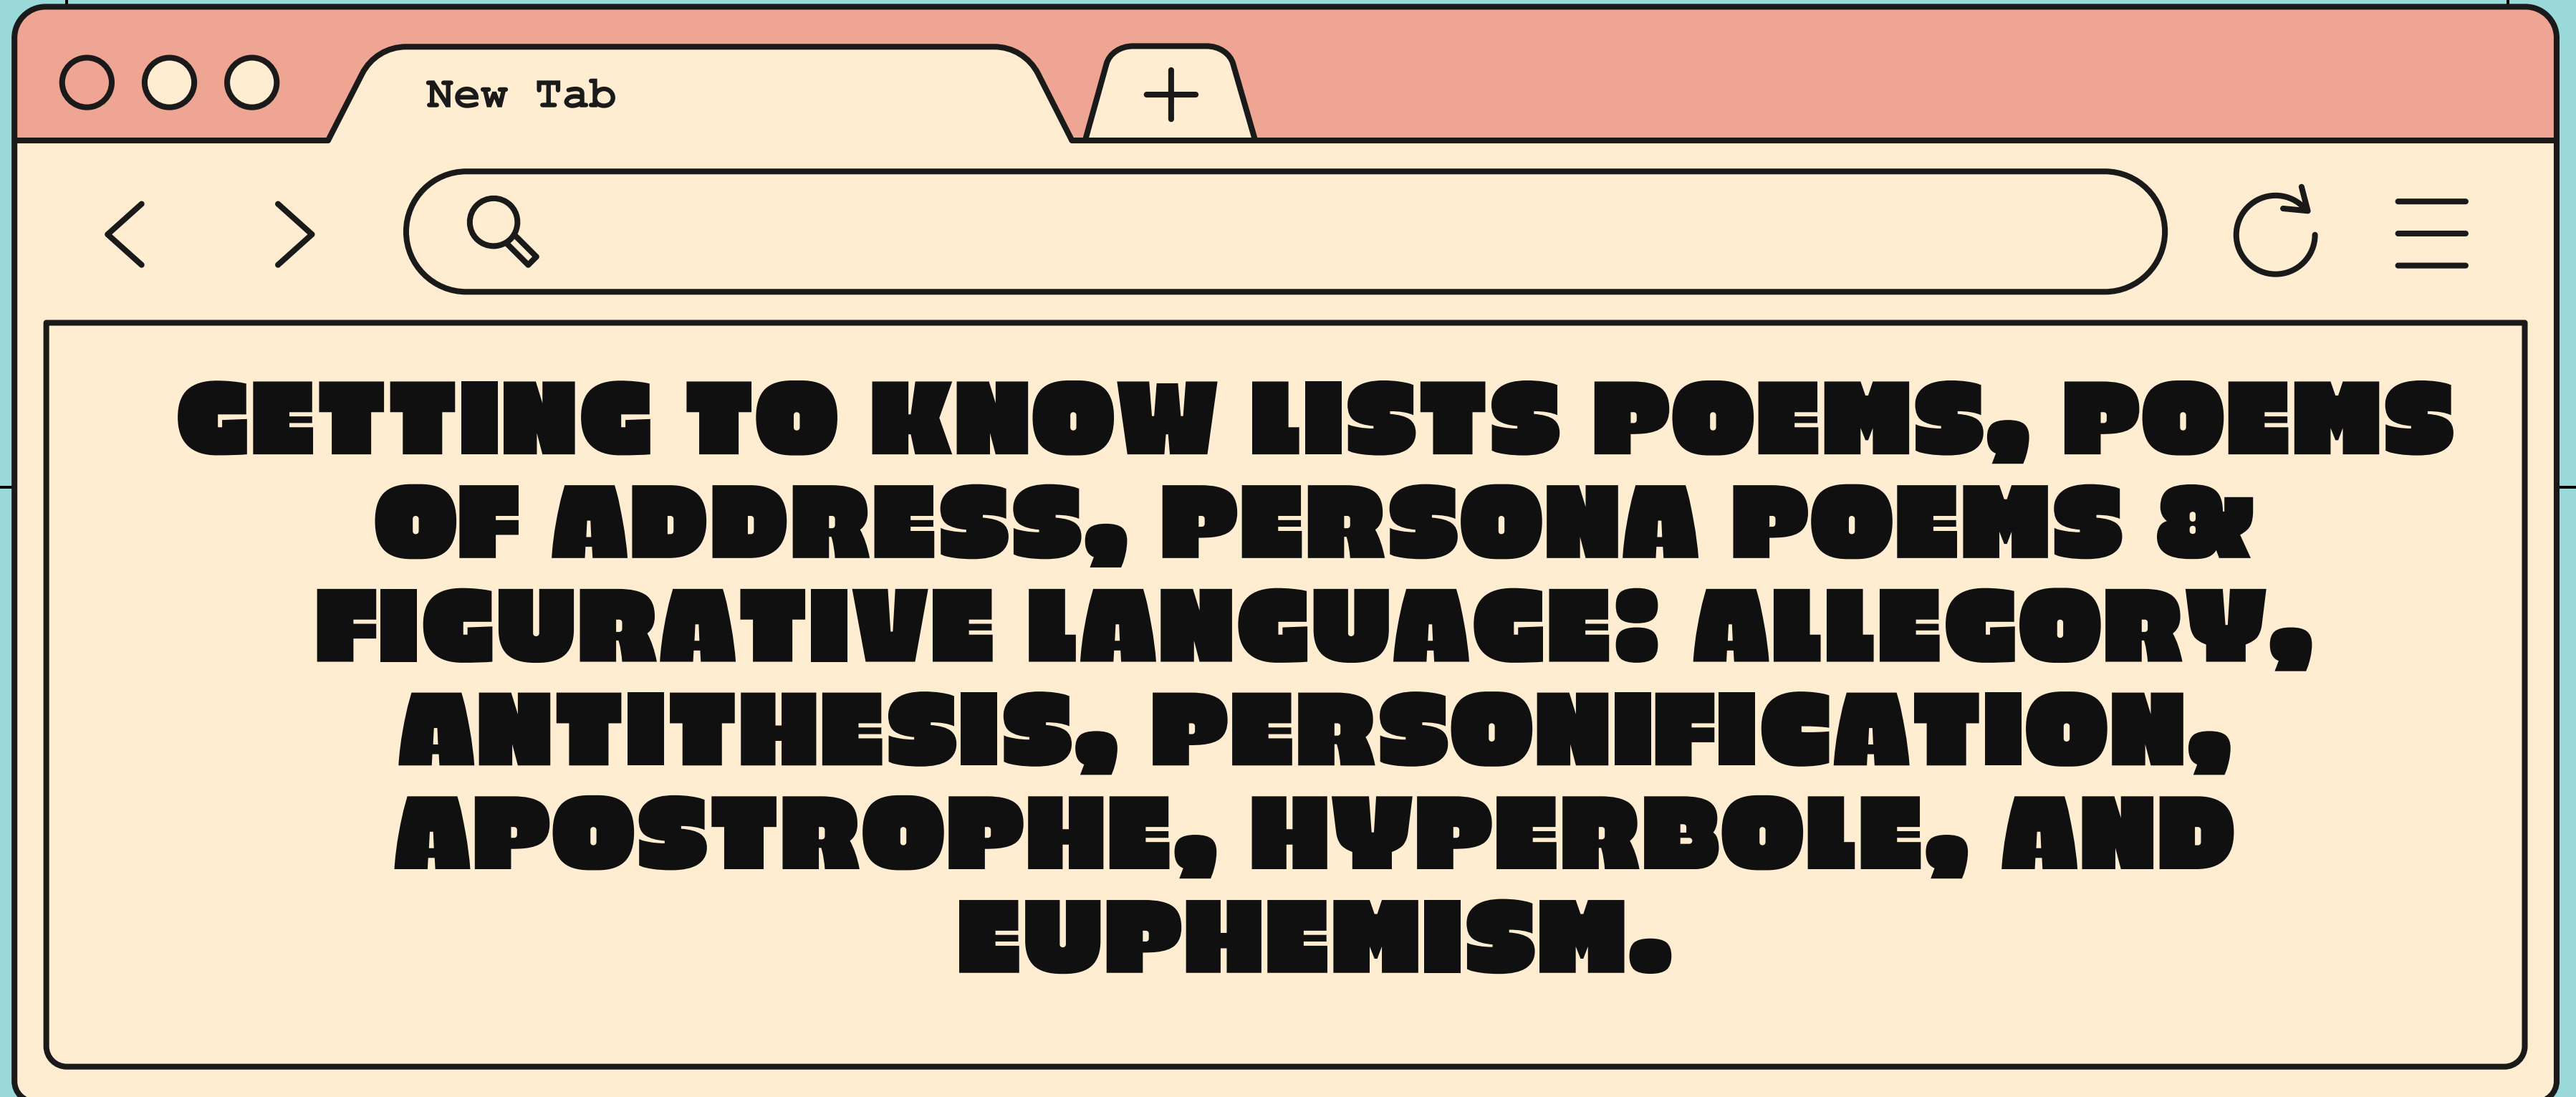 New Tab
GETTING TO KNOW LISTS POEMS, POEMS
OF ADDRESS, PERSONA POEMS &
FIGURATIVE LANGUAGE: ALLEGORY,
ANTITHESIS, PERSONIFICATION,
APOSTROPHE, HYPERBOLE, AND
EUPHEMISM.